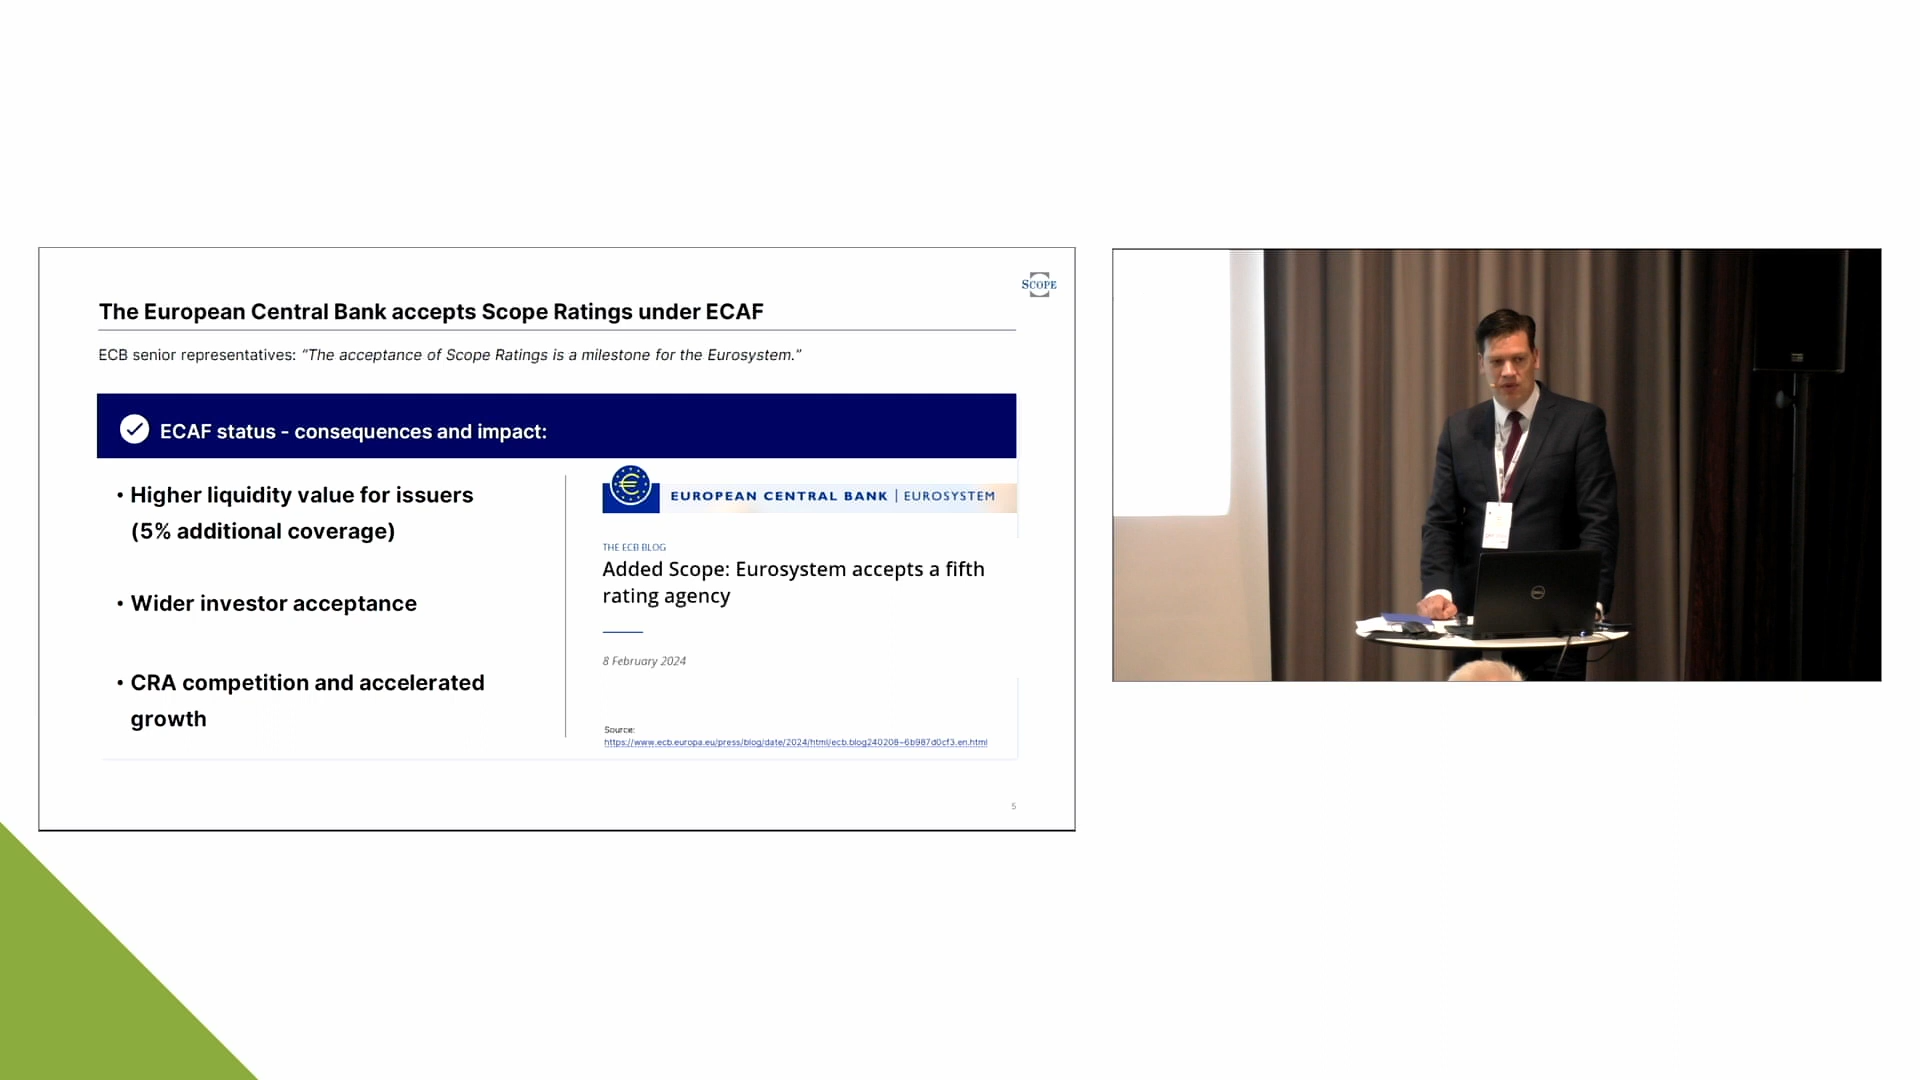 SCOPE
The European Central Bank accepts Scope Ratings under ECAF
ECB senior representatives: “The acceptance of Scope Ratings is a milestone for the Eurosystem.”
ECAF status - consequences and impact:
• Higher liquidity value for issuers
(5% additional coverage)
• Wider investor acceptance
• CRA competition and accelerated
growth
EUROPEAN CENTRAL BANK | EUROSYSTEM
THE ECB BLOG
Added Scope: Eurosystem accepts a fifth
rating agency
8 February 2024
Source:
https://www.ecb.europa.eu/press/blog/date/2024/html/ecb.blog240208~6b987d0cf3.en.html
5
DELL